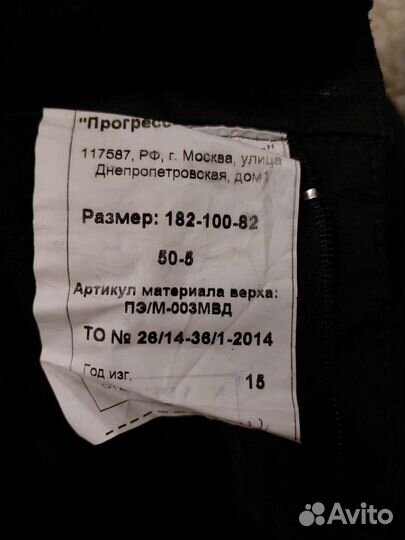 "Прогресс
117587, РФ, г. Москва, улица
Днепропетровская, дом1
Размер: 182-100-82
50-5
Артикул материала верха:
ПЭ/М-003МВД
ТО № 26/14-36/1-2014
Год изг. 15
Avito